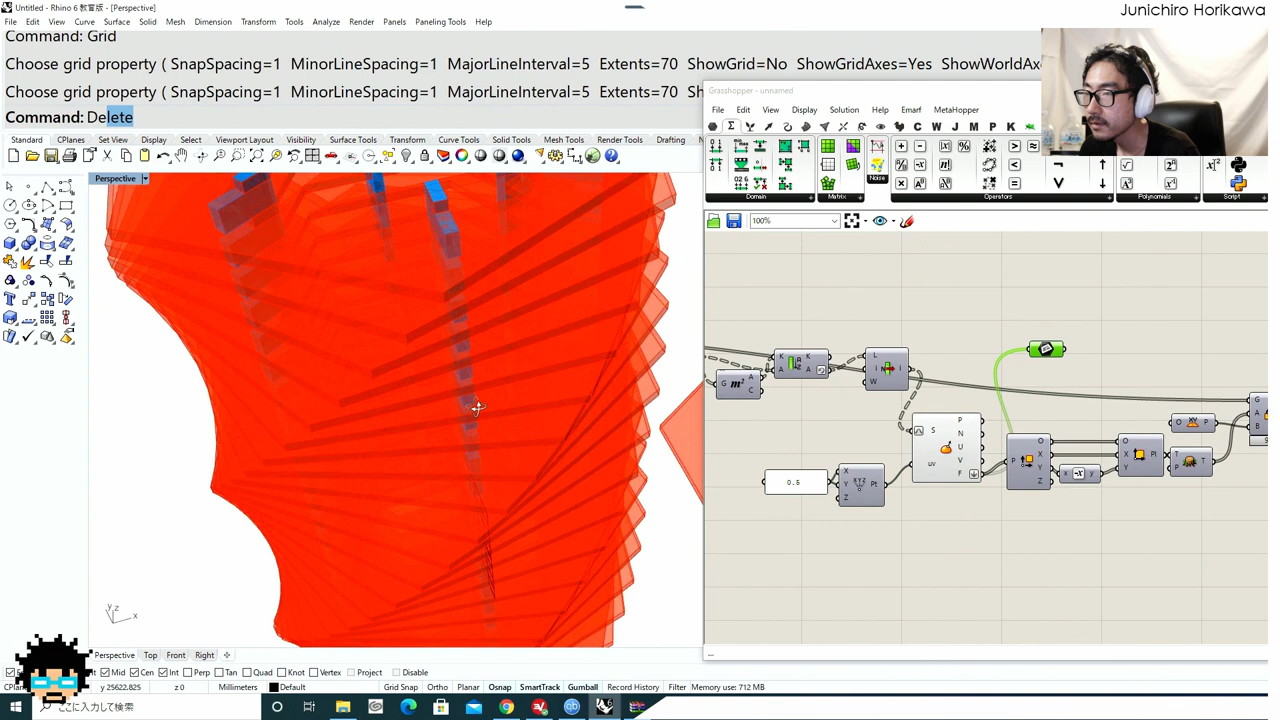 Untitled - Rhino 6 教育版 - [Perspective]
Junichiro Horikawa
File Edit View Curve Surface Solid Mesh Dimension Transform Tools Analyze Render Panels Paneling Tools Help
Command: Grid
Choose grid property ( SnapSpacing=1 MinorLineSpacing=1 MajorLineInterval=5 Extents=70 ShowGrid=No ShowGridAxes=Yes ShowWorldAxe
Choose grid property ( SnapSpacing=1 MinorLineSpacing=1 MajorLineInterval=5 Extents=70 Sh
Command: Delete
Grasshopper - unnamed
File Edit View Display Solution Help Emarf MetaHopper
C W J M P K
Standard CPlanes Set View Display Select Viewport Layout Visibility Transform Curve Tools Surface Tools Solid Tools Mesh Tools Render Tools Drafting
Domain Matrix Noise Operators Polynomials Script
Perspective
100%
K K
A A
L
i i
W
G m² A
C
S P
N
U
uv V
F
0.5
X
Y Pt
Z
P O
X
Y
Z
x -x y
O
X Pl
Y
T T
P
O P
G
A
B
y z x
Perspective Top Front Right
Mid Cen Int Perp Tan Quad Knot Vertex Project Disable
CPlan y 25622.825 z 0 Millimeters Default Grid Snap Ortho Planar Osnap SmartTrack Gumball Record History Filter Memory use: 712 MB
ここに入力して検索